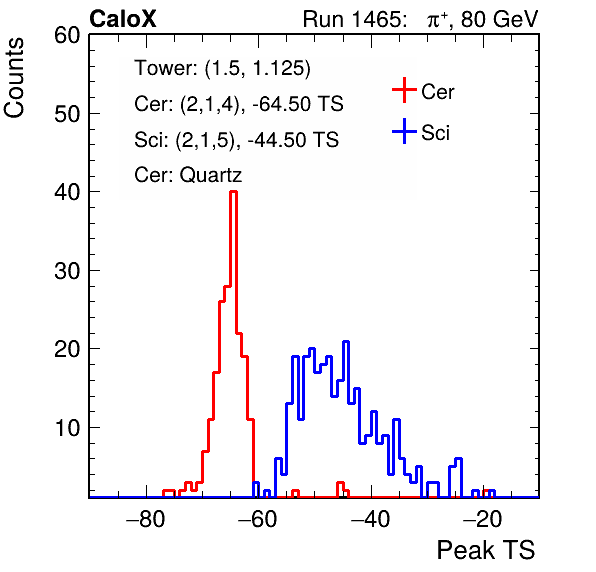 CaloX Run 1465: π⁺, 80 GeV
Counts
60
50
40
30
20
10
Tower: (1.5, 1.125)
Cer: (2,1,4), -64.50 TS
Sci: (2,1,5), -44.50 TS
Cer: Quartz
Cer
Sci
−80 −60 −40 −20
Peak TS